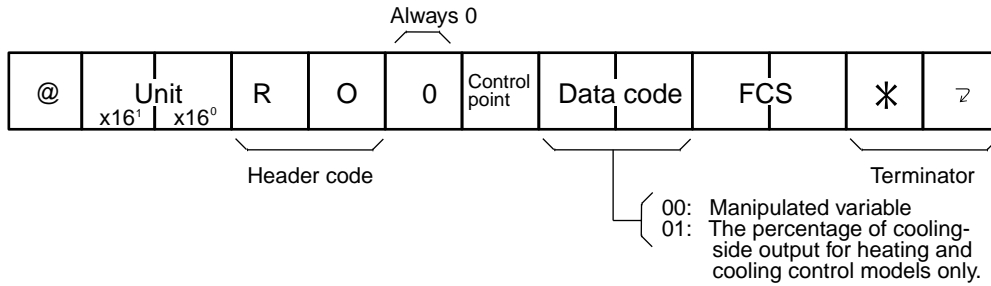 Always 0
@ Unit x16¹ x16⁰ R O 0 Control point Data code FCS *
Header code
Terminator
00: Manipulated variable
01: The percentage of cooling-
side output for heating and
cooling control models only.